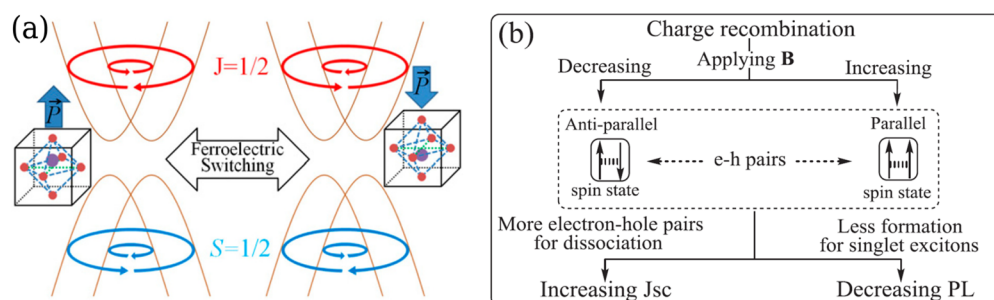 (a)
J=1/2
P
P
Ferroelectric
Switching
S=1/2
(b)
Charge recombination
Applying B
Decreasing
Increasing
Anti-parallel
Parallel
e-h pairs
spin state
spin state
More electron-hole pairs
for dissociation
Less formation
for singlet excitons
Increasing Jsc
Decreasing PL